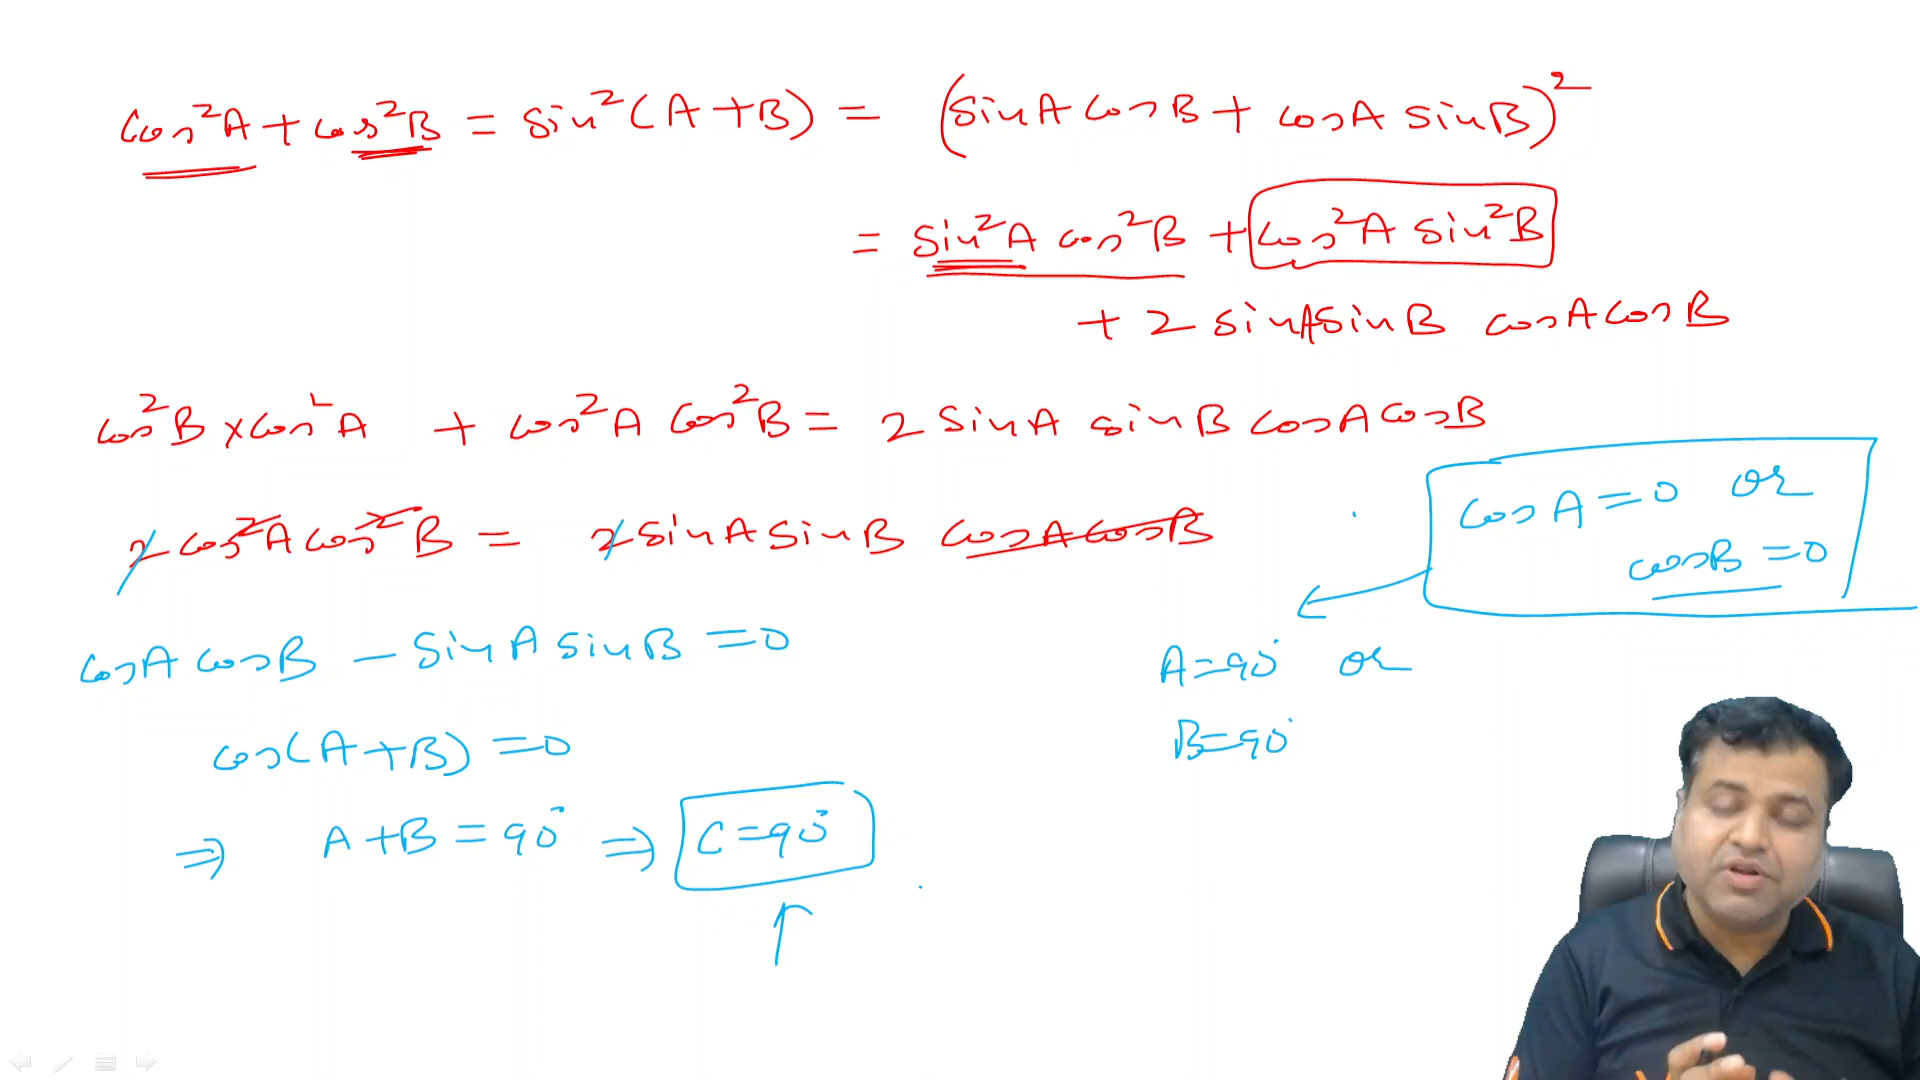 cos²A + cos²B = sin²(A+B) = (sinA cosB + cosA sinB)²
= sin²A cos²B + cos²A sin²B
+ 2 sinA sinB cosA cosB
cos²B × cos²A + cos²A cos²B = 2 sinA sinB cosA cosB
cosA = 0 or
2 cos²A cos²B = 2 sinA sinB cosA cosB
cosB = 0
cosA cosB - sinA sinB = 0
A = 90° or
cos(A+B) = 0
B = 90°
⇒ A+B = 90° ⇒ C = 90°